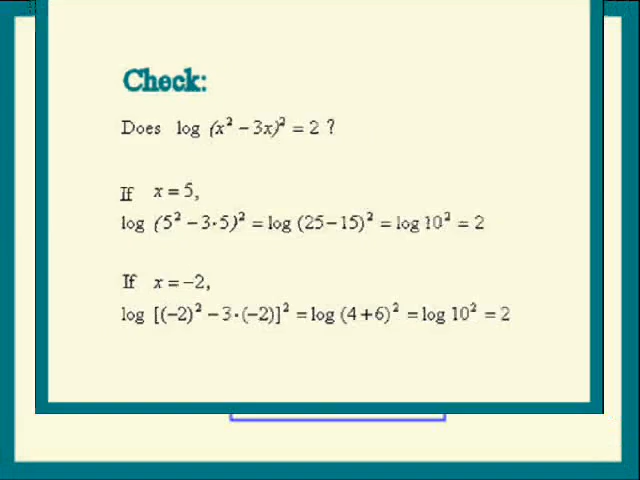 Check:
Does log (x² − 3x)² = 2 ?
If x = 5,
log (5² − 3·5)² = log (25 − 15)² = log 10² = 2
If x = −2,
log [(−2)² − 3·(−2)]² = log (4 + 6)² = log 10² = 2